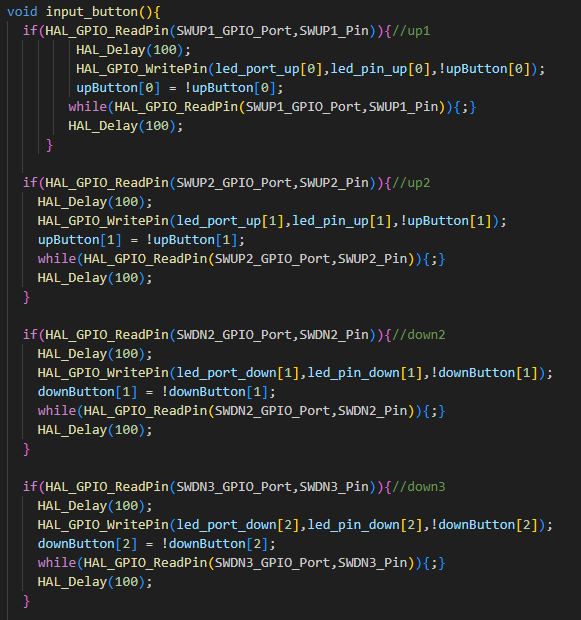 void input_button(){
if(HAL_GPIO_ReadPin(SWUP1_GPIO_Port,SWUP1_Pin)){//up1
HAL_Delay(100);
HAL_GPIO_WritePin(led_port_up[0],led_pin_up[0],!upButton[0]);
upButton[0] = !upButton[0];
while(HAL_GPIO_ReadPin(SWUP1_GPIO_Port,SWUP1_Pin)){;}
HAL_Delay(100);
}
if(HAL_GPIO_ReadPin(SWUP2_GPIO_Port,SWUP2_Pin)){//up2
HAL_Delay(100);
HAL_GPIO_WritePin(led_port_up[1],led_pin_up[1],!upButton[1]);
upButton[1] = !upButton[1];
while(HAL_GPIO_ReadPin(SWUP2_GPIO_Port,SWUP2_Pin)){;}
HAL_Delay(100);
}
if(HAL_GPIO_ReadPin(SWDN2_GPIO_Port,SWDN2_Pin)){//down2
HAL_Delay(100);
HAL_GPIO_WritePin(led_port_down[1],led_pin_down[1],!downButton[1]);
downButton[1] = !downButton[1];
while(HAL_GPIO_ReadPin(SWDN2_GPIO_Port,SWDN2_Pin)){;}
HAL_Delay(100);
}
if(HAL_GPIO_ReadPin(SWDN3_GPIO_Port,SWDN3_Pin)){//down3
HAL_Delay(100);
HAL_GPIO_WritePin(led_port_down[2],led_pin_down[2],!downButton[2]);
downButton[2] = !downButton[2];
while(HAL_GPIO_ReadPin(SWDN3_GPIO_Port,SWDN3_Pin)){;}
HAL_Delay(100);
}